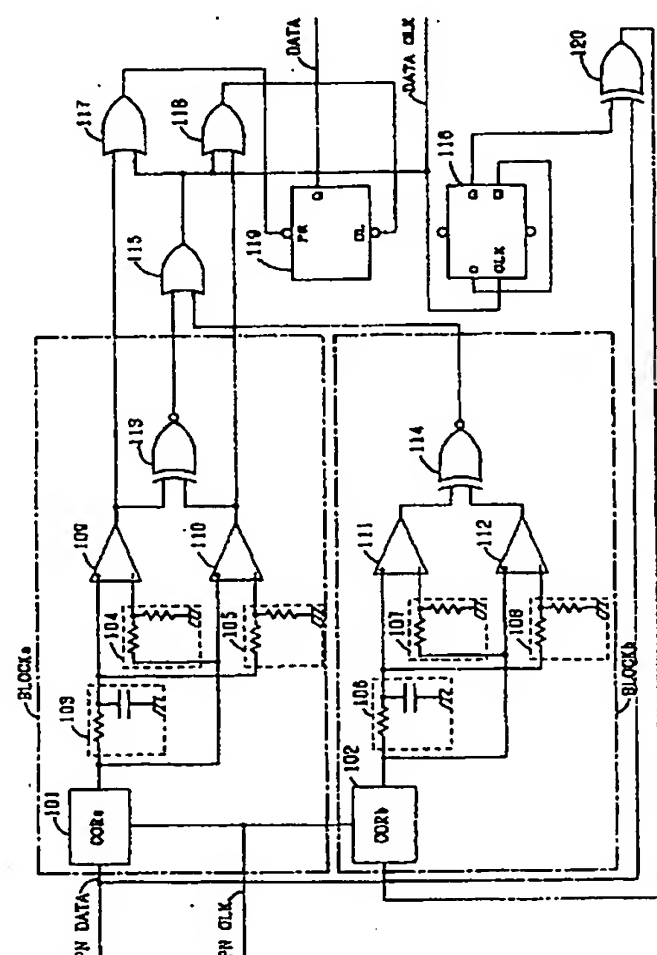 117
118
DATA
DATA CLK
120
115
119
PR
CL
Q
116
D
CLK
Q
113
114
109
110
111
112
104
105
107
108
BLOCKa
103
106
BLOCKb
101
CORa
102
CORb
PN DATA
PN CLK